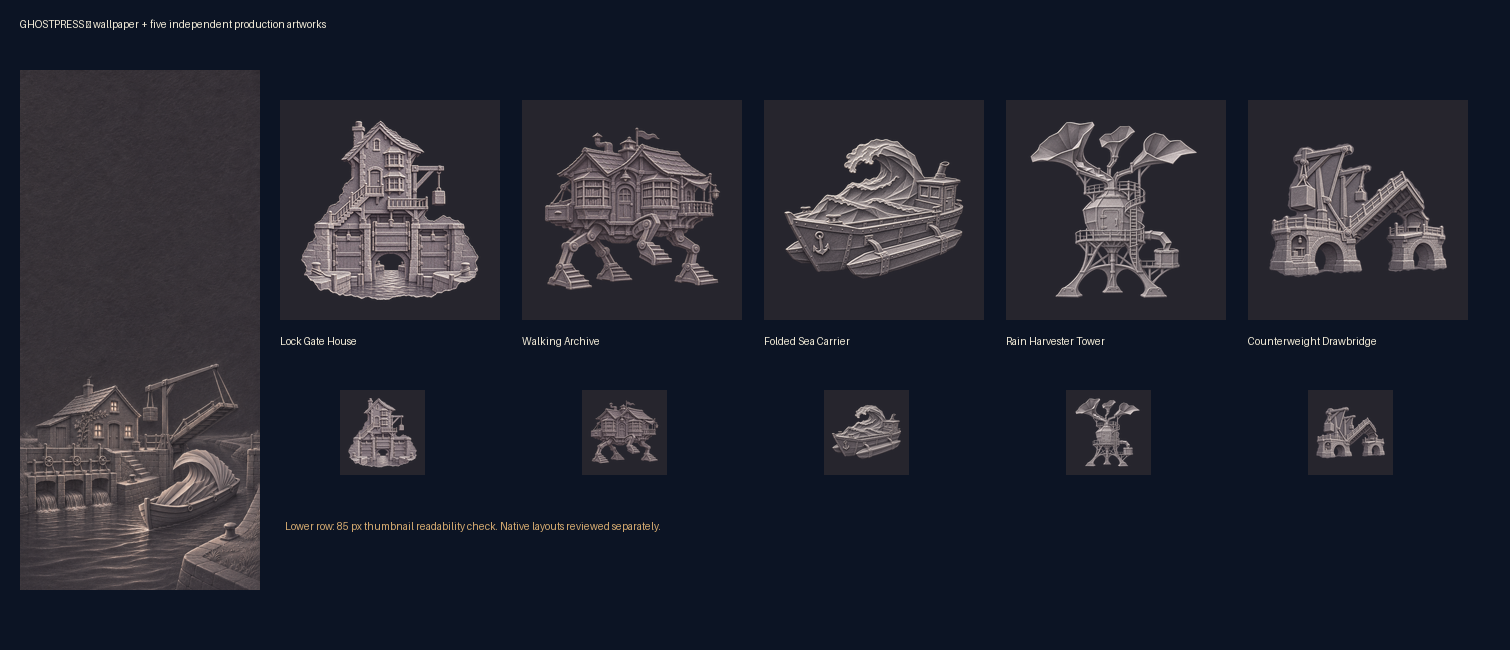 GHOSTPRESS☒wallpaper + five independent production artworks
Lock Gate House
Walking Archive
Folded Sea Carrier
Rain Harvester Tower
Counterweight Drawbridge
Lower row: 85 px thumbnail readability check. Native layouts reviewed separately.